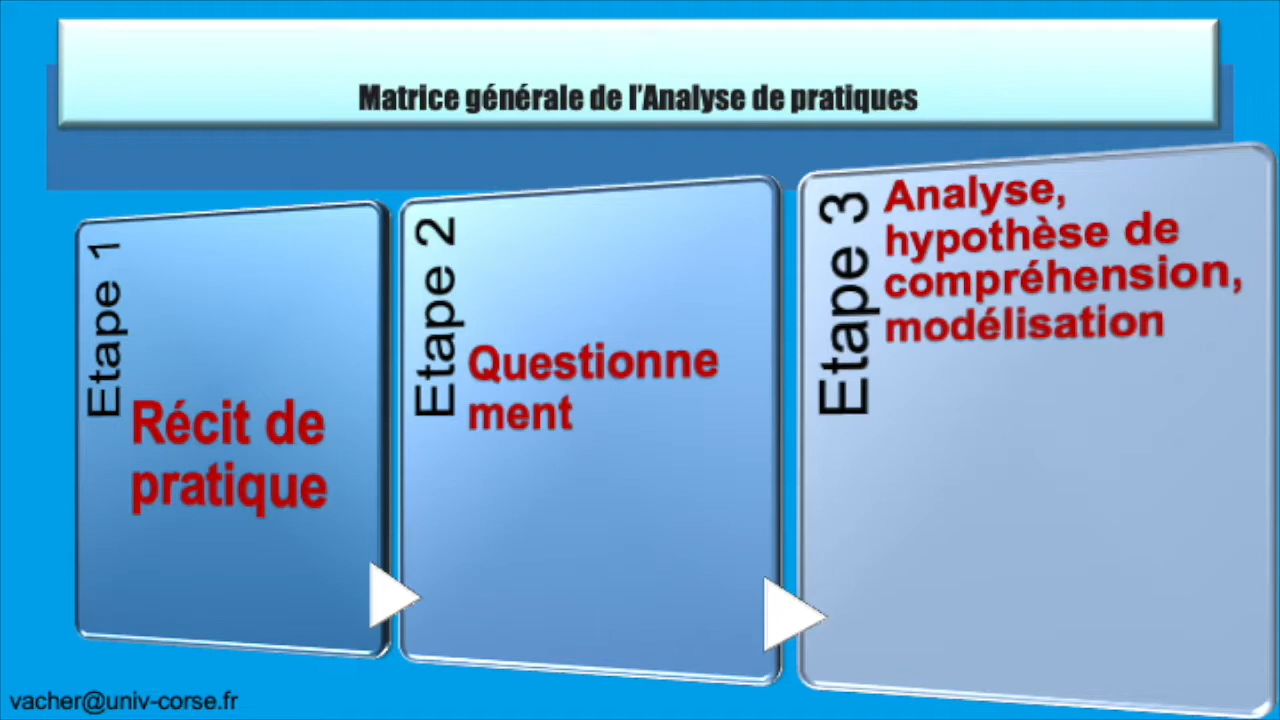 Matrice générale de l'Analyse de pratiques
Etape 1
Récit de
pratique
Etape 2
Questionne
ment
Etape 3
Analyse,
hypothèse de
compréhension,
modélisation
vacher@univ-corse.fr